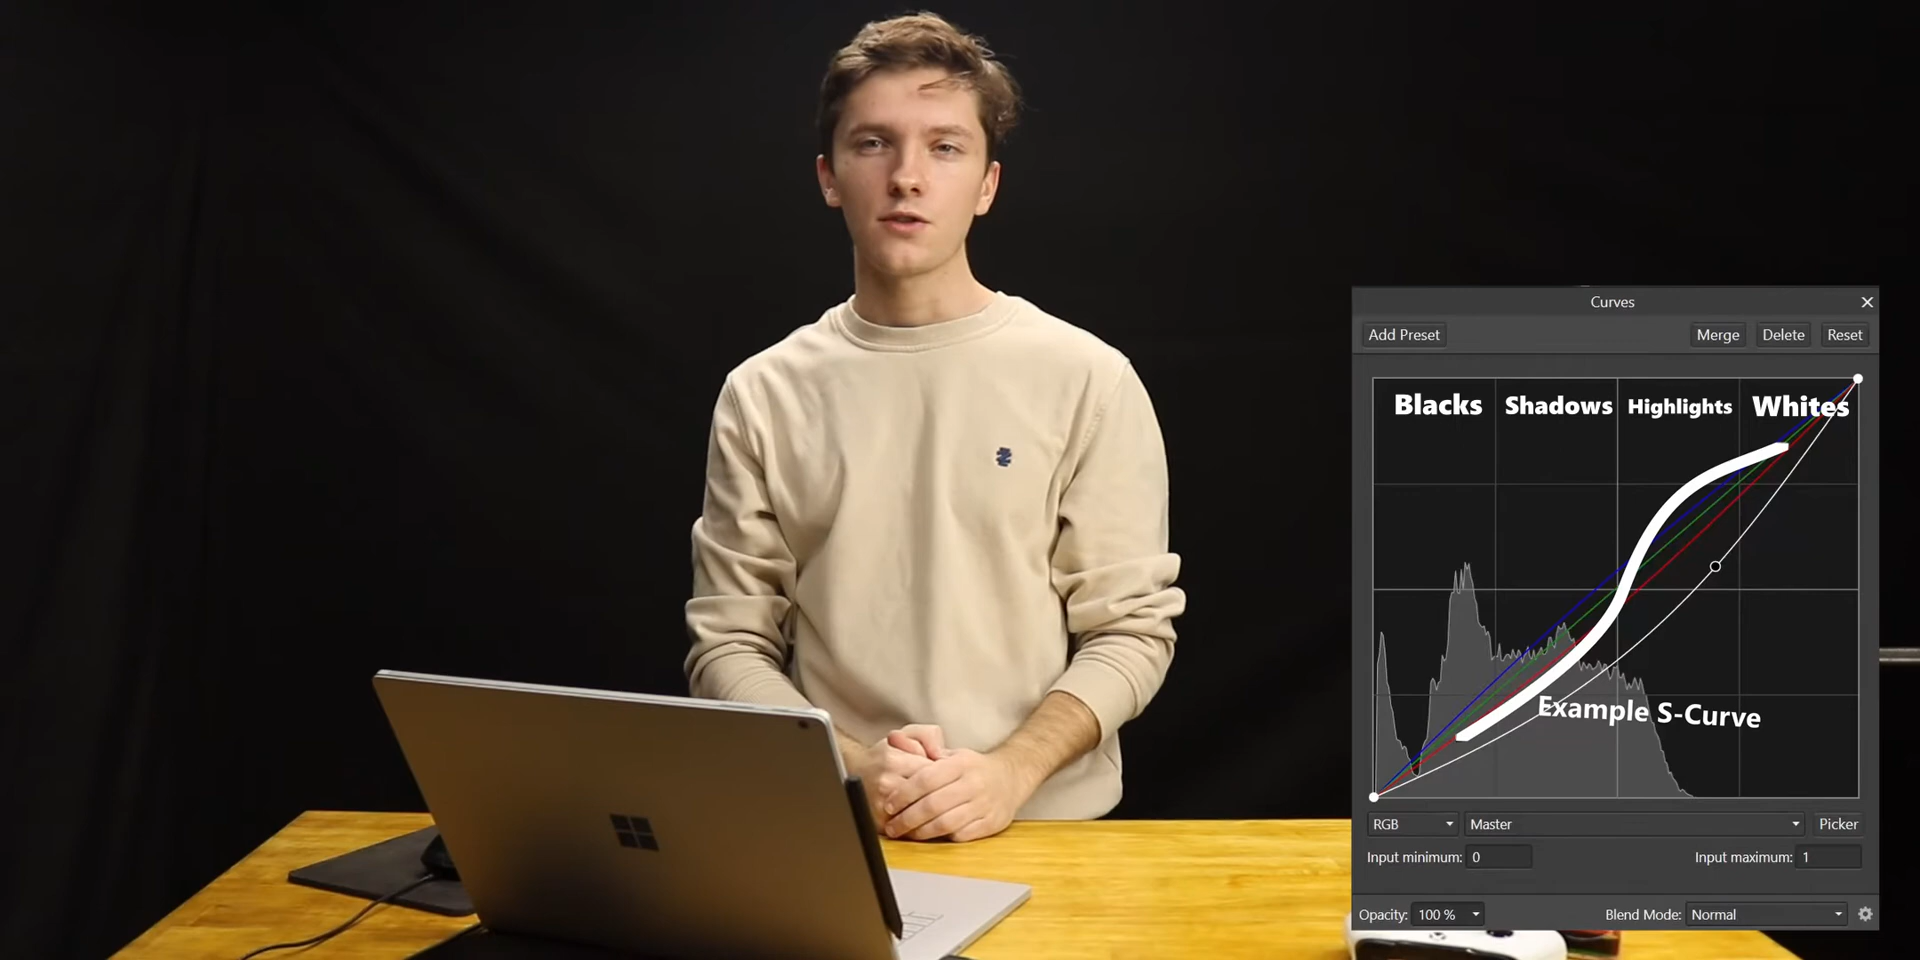 Curves
Add Preset Merge Delete Reset
Blacks Shadows Highlights Whites
Example S-Curve
RGB Master Picker
Input minimum: 0 Input maximum: 1
Opacity: 100 % Blend Mode: Normal